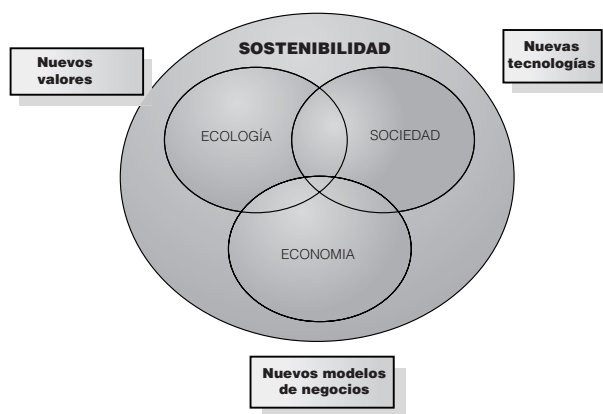 SOSTENIBILIDAD
Nuevos
valores
Nuevas
tecnologías
ECOLOGÍA
SOCIEDAD
ECONOMIA
Nuevos modelos
de negocios